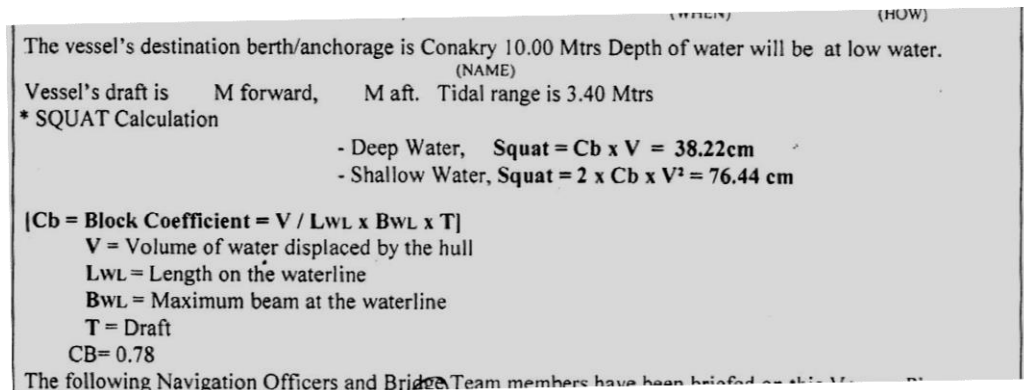 (HOW)
The vessel's destination berth/anchorage is Conakry 10.00 Mtrs Depth of water will be at low water.
(NAME)
Vessel's draft is M forward, M aft. Tidal range is 3.40 Mtrs
* SQUAT Calculation
- Deep Water, Squat = Cb x V = 38.22cm
- Shallow Water, Squat = 2 x Cb x V² = 76.44 cm
[Cb = Block Coefficient = V / LWL x BWL x T]
V = Volume of water displaced by the hull
LWL = Length on the waterline
BWL = Maximum beam at the waterline
T = Draft
CB= 0.78
The following Navigation Officers and Bridge Team members have been briefed on this